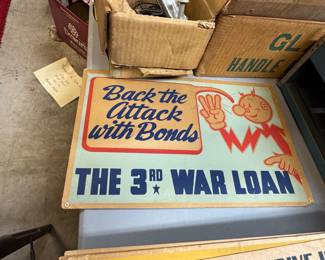 Back the
Attack
with Bonds
THE 3RD WAR LOAN
GL
HANDLE